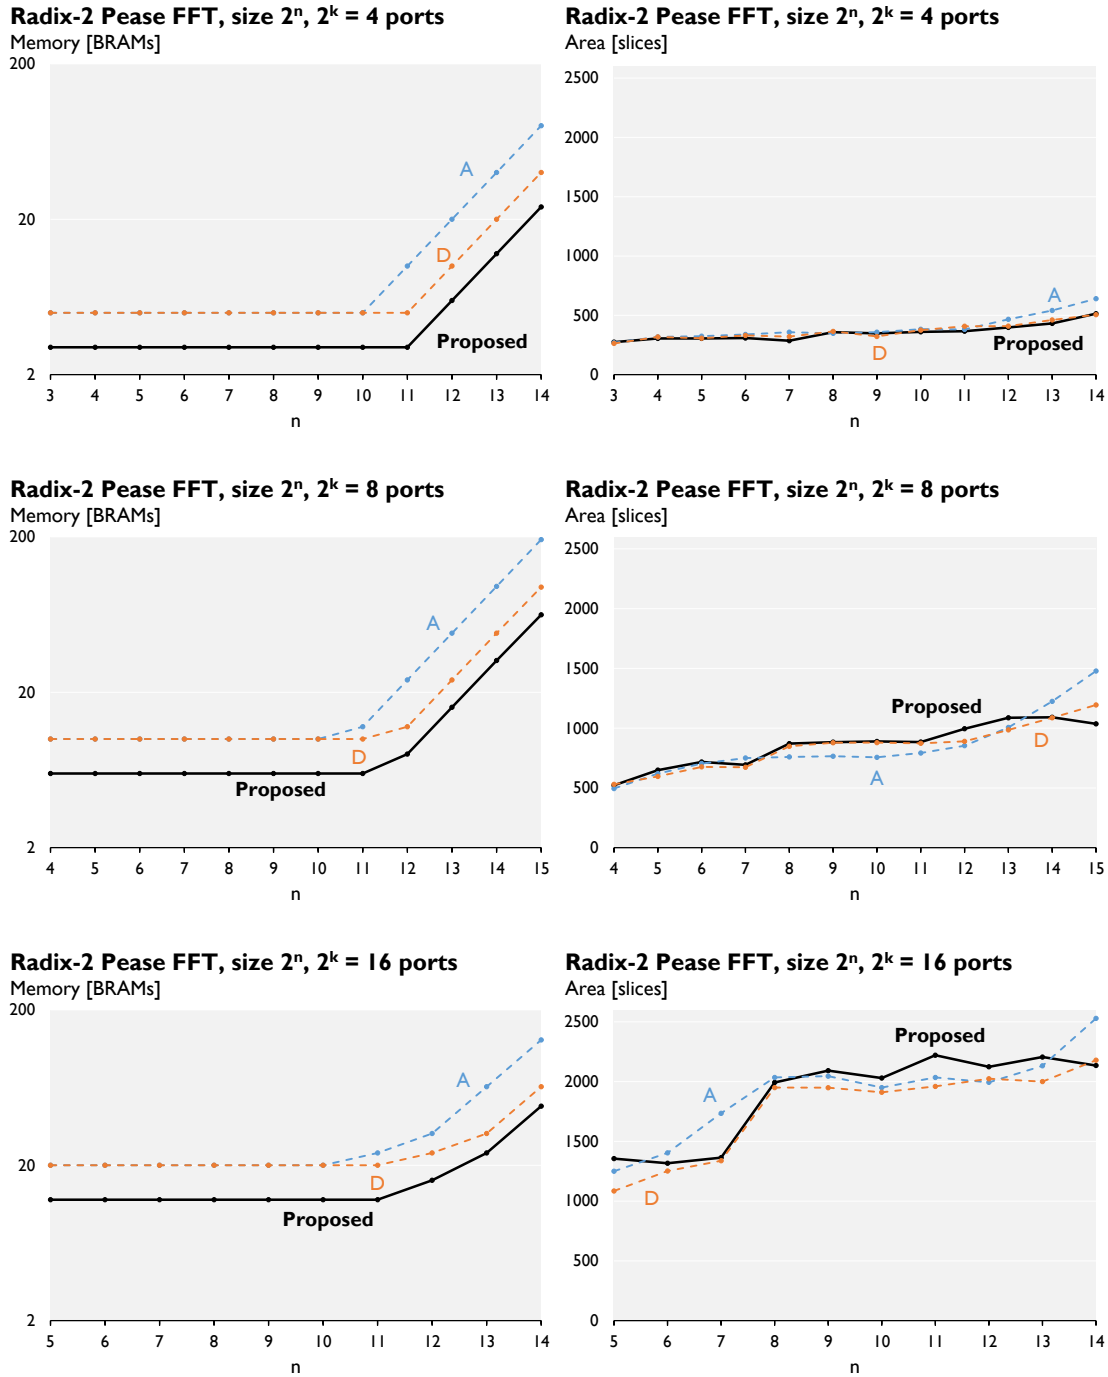 Radix-2 Pease FFT, size 2ⁿ, 2ᵏ = 4 ports
Memory [BRAMs]
200
20
2
A
D
Proposed
3 4 5 6 7 8 9 10 11 12 13 14
n
Radix-2 Pease FFT, size 2ⁿ, 2ᵏ = 4 ports
Area [slices]
2500
2000
1500
1000
500
0
A
D
Proposed
3 4 5 6 7 8 9 10 11 12 13 14
n
Radix-2 Pease FFT, size 2ⁿ, 2ᵏ = 8 ports
Memory [BRAMs]
200
20
2
A
D
Proposed
4 5 6 7 8 9 10 11 12 13 14 15
n
Radix-2 Pease FFT, size 2ⁿ, 2ᵏ = 8 ports
Area [slices]
2500
2000
1500
1000
500
0
Proposed
D
A
4 5 6 7 8 9 10 11 12 13 14 15
n
Radix-2 Pease FFT, size 2ⁿ, 2ᵏ = 16 ports
Memory [BRAMs]
200
20
2
A
D
Proposed
5 6 7 8 9 10 11 12 13 14
n
Radix-2 Pease FFT, size 2ⁿ, 2ᵏ = 16 ports
Area [slices]
2500
2000
1500
1000
500
0
Proposed
A
D
5 6 7 8 9 10 11 12 13 14
n